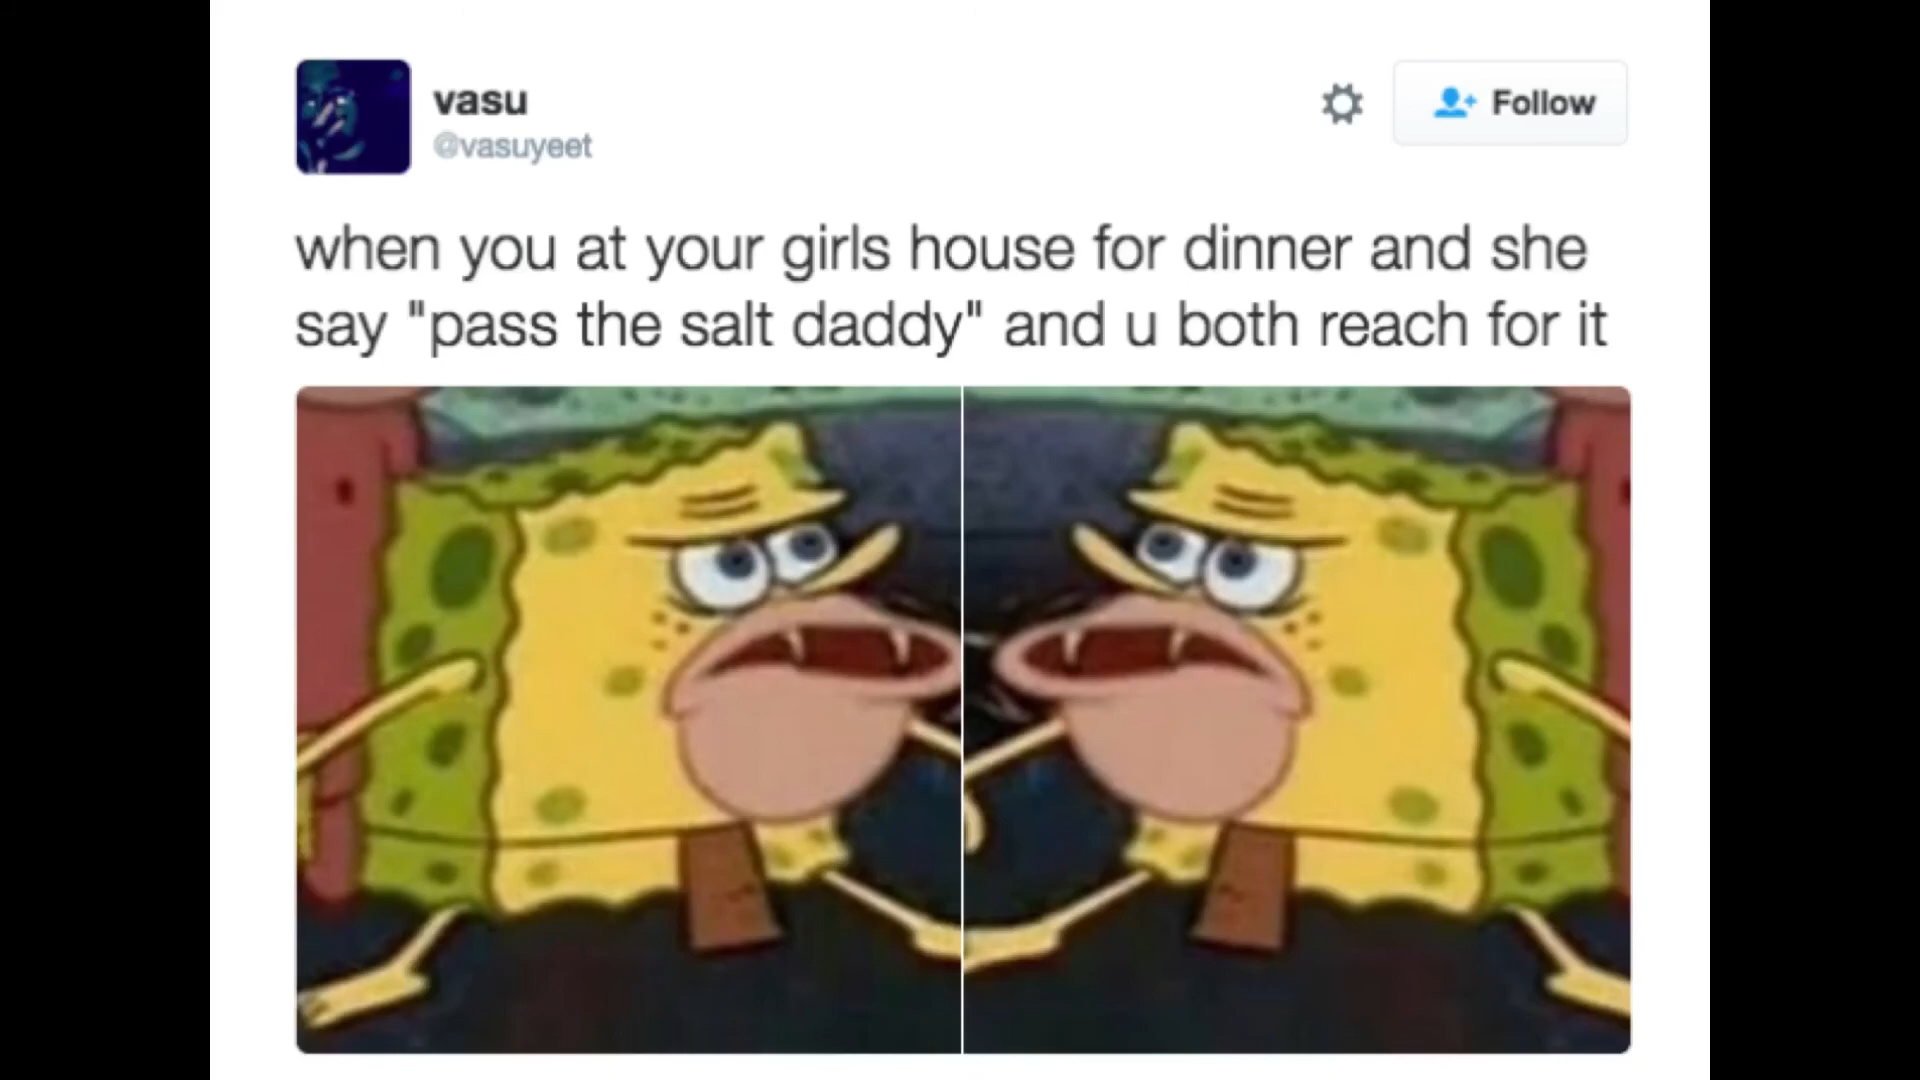 vasu
@vasuyeet
Follow
when you at your girls house for dinner and she
say "pass the salt daddy" and u both reach for it